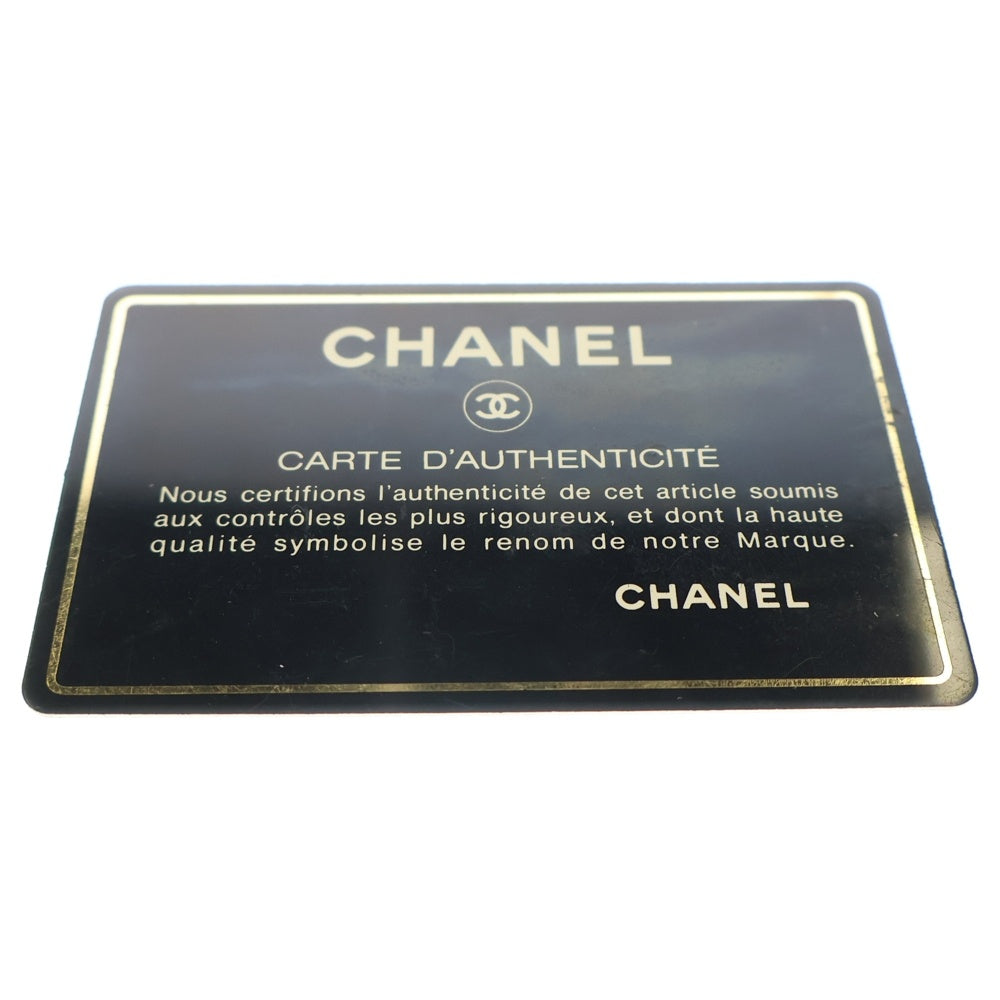 CHANEL
CARTE D'AUTHENTICITÉ
Nous certifions l'authenticité de cet article soumis
aux contrôles les plus rigoureux, et dont la haute
qualité symbolise le renom de notre Marque.
CHANEL